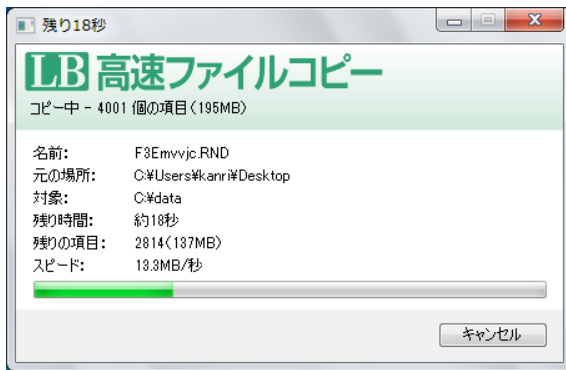 残り18秒
LB 高速ファイルコピー
コピー中 - 4001 個の項目(195MB)
名前: F3Emvvjc.RND
元の場所: C:¥Users¥kanri¥Desktop
対象: C:¥data
残り時間: 約18秒
残りの項目: 2814(137MB)
スピード: 13.3MB/秒
キャンセル